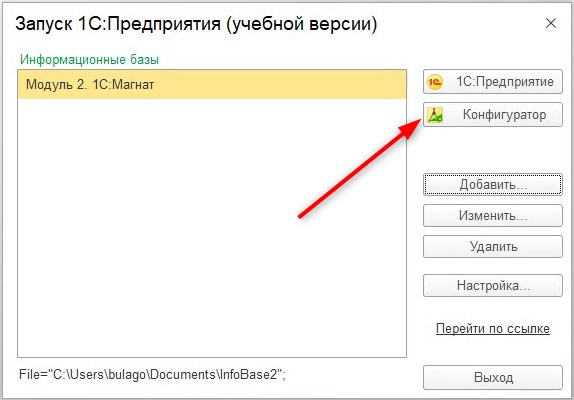 Запуск 1С:Предприятия (учебной версии)
Информационные базы
Модуль 2. 1С:Магнат
1С:Предприятие
Конфигуратор
Добавить...
Изменить...
Удалить
Настройка...
Перейти по ссылке
File="C:\Users\bulago\Documents\InfoBase2";
Выход